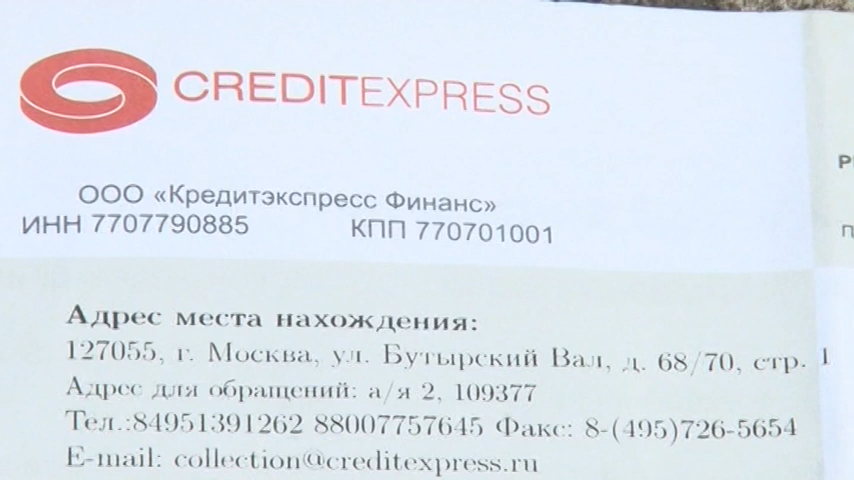 CREDITEXPRESS
ООО «Кредитэкспресс Финанс»
ИНН 7707790885 КПП 770701001
Адрес места нахождения:
127055, г. Москва, ул. Бутырский Вал, д. 68/70, стр. 1
Адрес для обращений: а/я 2, 109377
Тел.:84951391262 88007757645 Факс: 8-(495)726-5654
E-mail: collection@creditexpress.ru